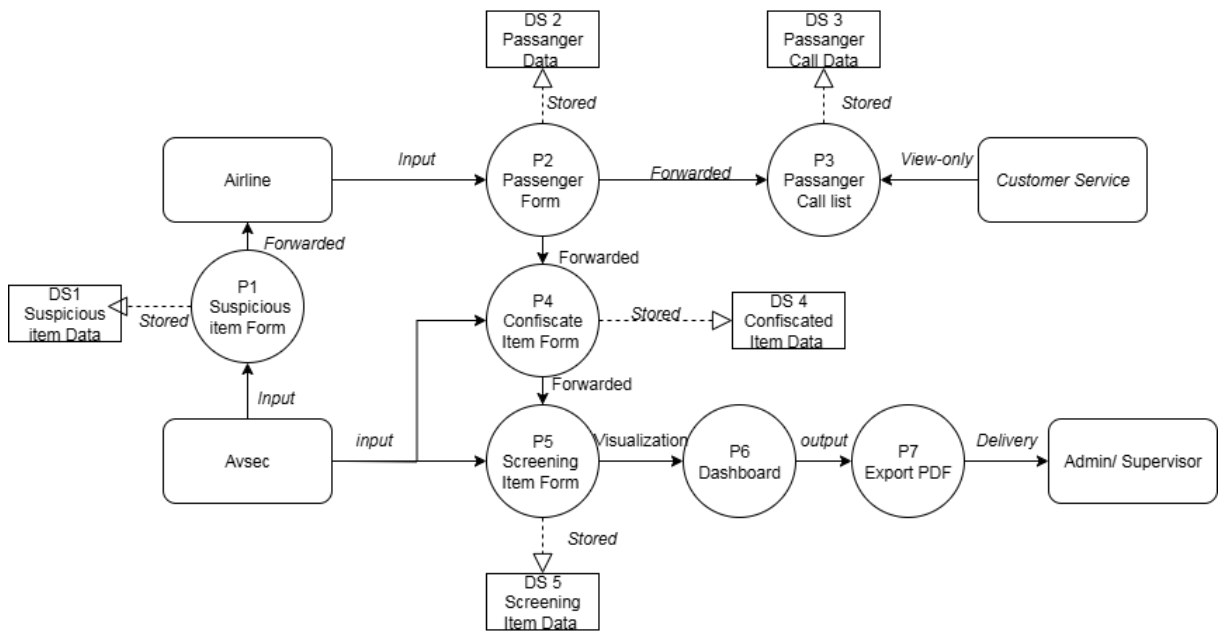 DS 2
Passanger
Data
DS 3
Passanger
Call Data
Stored
Stored
Airline
Input
P2
Passenger
Form
Forwarded
P3
Passanger
Call list
View-only
Customer Service
Forwarded
Forwarded
DS1
Suspicious
item Data
Stored
P1
Suspicious
item Form
P4
Confiscate
Item Form
Stored
DS 4
Confiscated
Item Data
Forwarded
Input
Avsec
input
P5
Screening
Item Form
Visualization
P6
Dashboard
output
P7
Export PDF
Delivery
Admin/ Supervisor
Stored
DS 5
Screening
Item Data